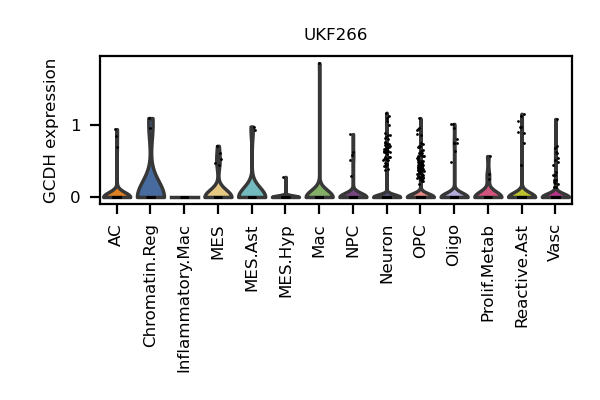 UKF266
GCDH expression
1
0
AC
Chromatin.Reg
Inflammatory.Mac
MES
MES.Ast
MES.Hyp
Mac
NPC
Neuron
OPC
Oligo
Prolif.Metab
Reactive.Ast
Vasc